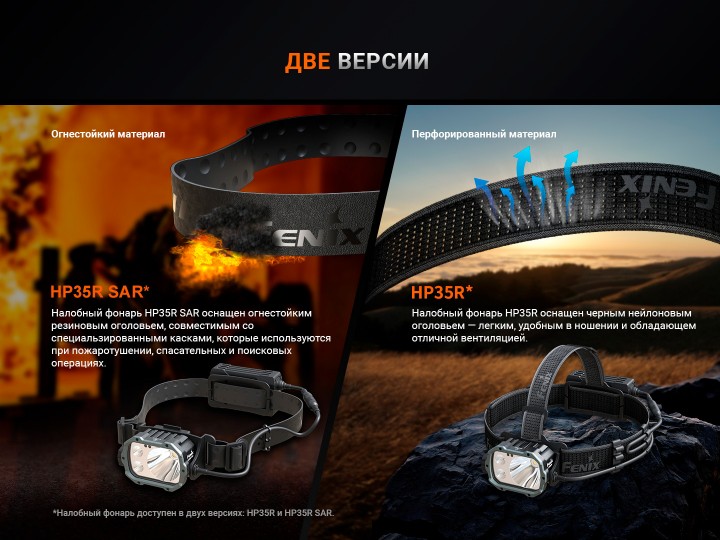 ДВЕ ВЕРСИИ
Огнестойкий материал
FENIX
HP35R SAR*
Налобный фонарь HP35R SAR оснащен огнестойким
резиновым оголовьем, совместимым со
специальзированными касками, которые используются
при пожаротушении, спасательных и поисковых
операциях.
*Налобный фонарь доступен в двух версиях: HP35R и HP35R SAR.
Перфорированный материал
FENIX
HP35R*
Налобный фонарь HP35R оснащен черным нейлоновым
оголовьем — легким, удобным в ношении и обладающем
отличной вентиляцией.
FENIX
FENIX